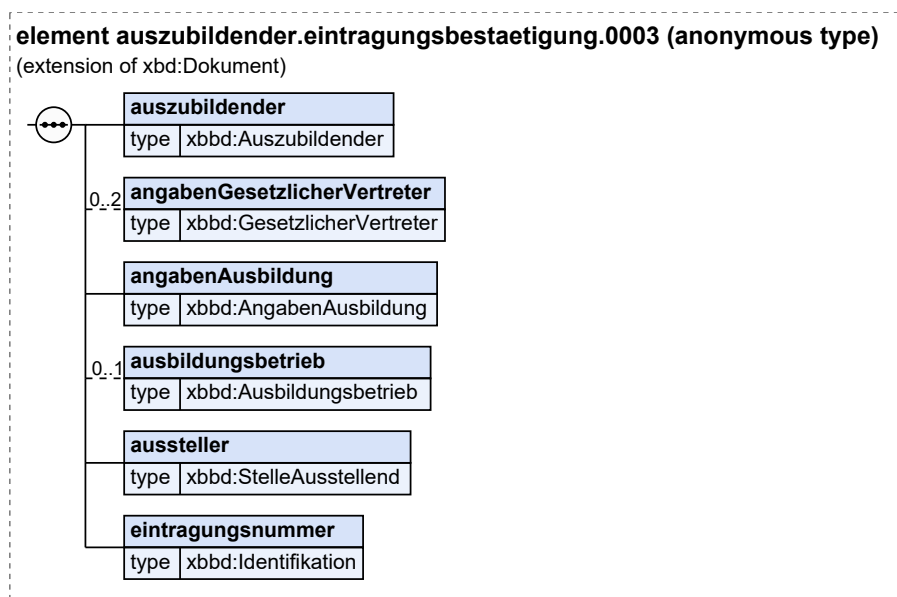 element auszubildender.eintragungsbestaetigung.0003 (anonymous type)
(extension of xbd:Dokument)
auszubildender
type xbbd:Auszubildender
0..2 angabenGesetzlicherVertreter
type xbbd:GesetzlicherVertreter
angabenAusbildung
type xbbd:AngabenAusbildung
0..1 ausbildungsbetrieb
type xbbd:Ausbildungsbetrieb
aussteller
type xbbd:StelleAusstellend
eintragungsnummer
type xbbd:Identifikation